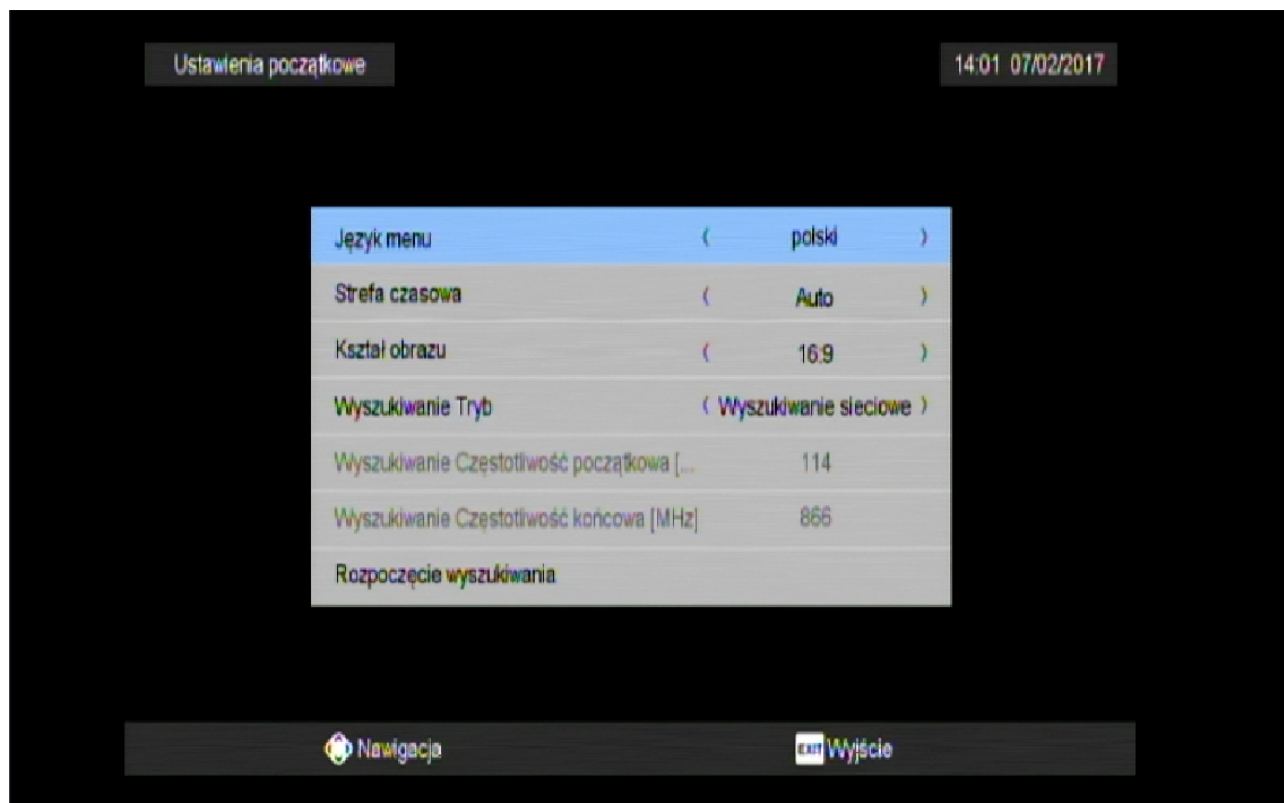 Ustawienia początkowe
14:01 07/02/2017
Język menu ( polski )
Strefa czasowa ( Auto )
Kształ obrazu ( 16:9 )
Wyszukiwanie Tryb ( Wyszukiwanie sieciowe )
Wyszukiwanie Częstotliwość początkowa [... 114
Wyszukiwanie Częstotliwość końcowa [MHz] 866
Rozpoczęcie wyszukiwania
Nawigacja
EXIT Wyjście